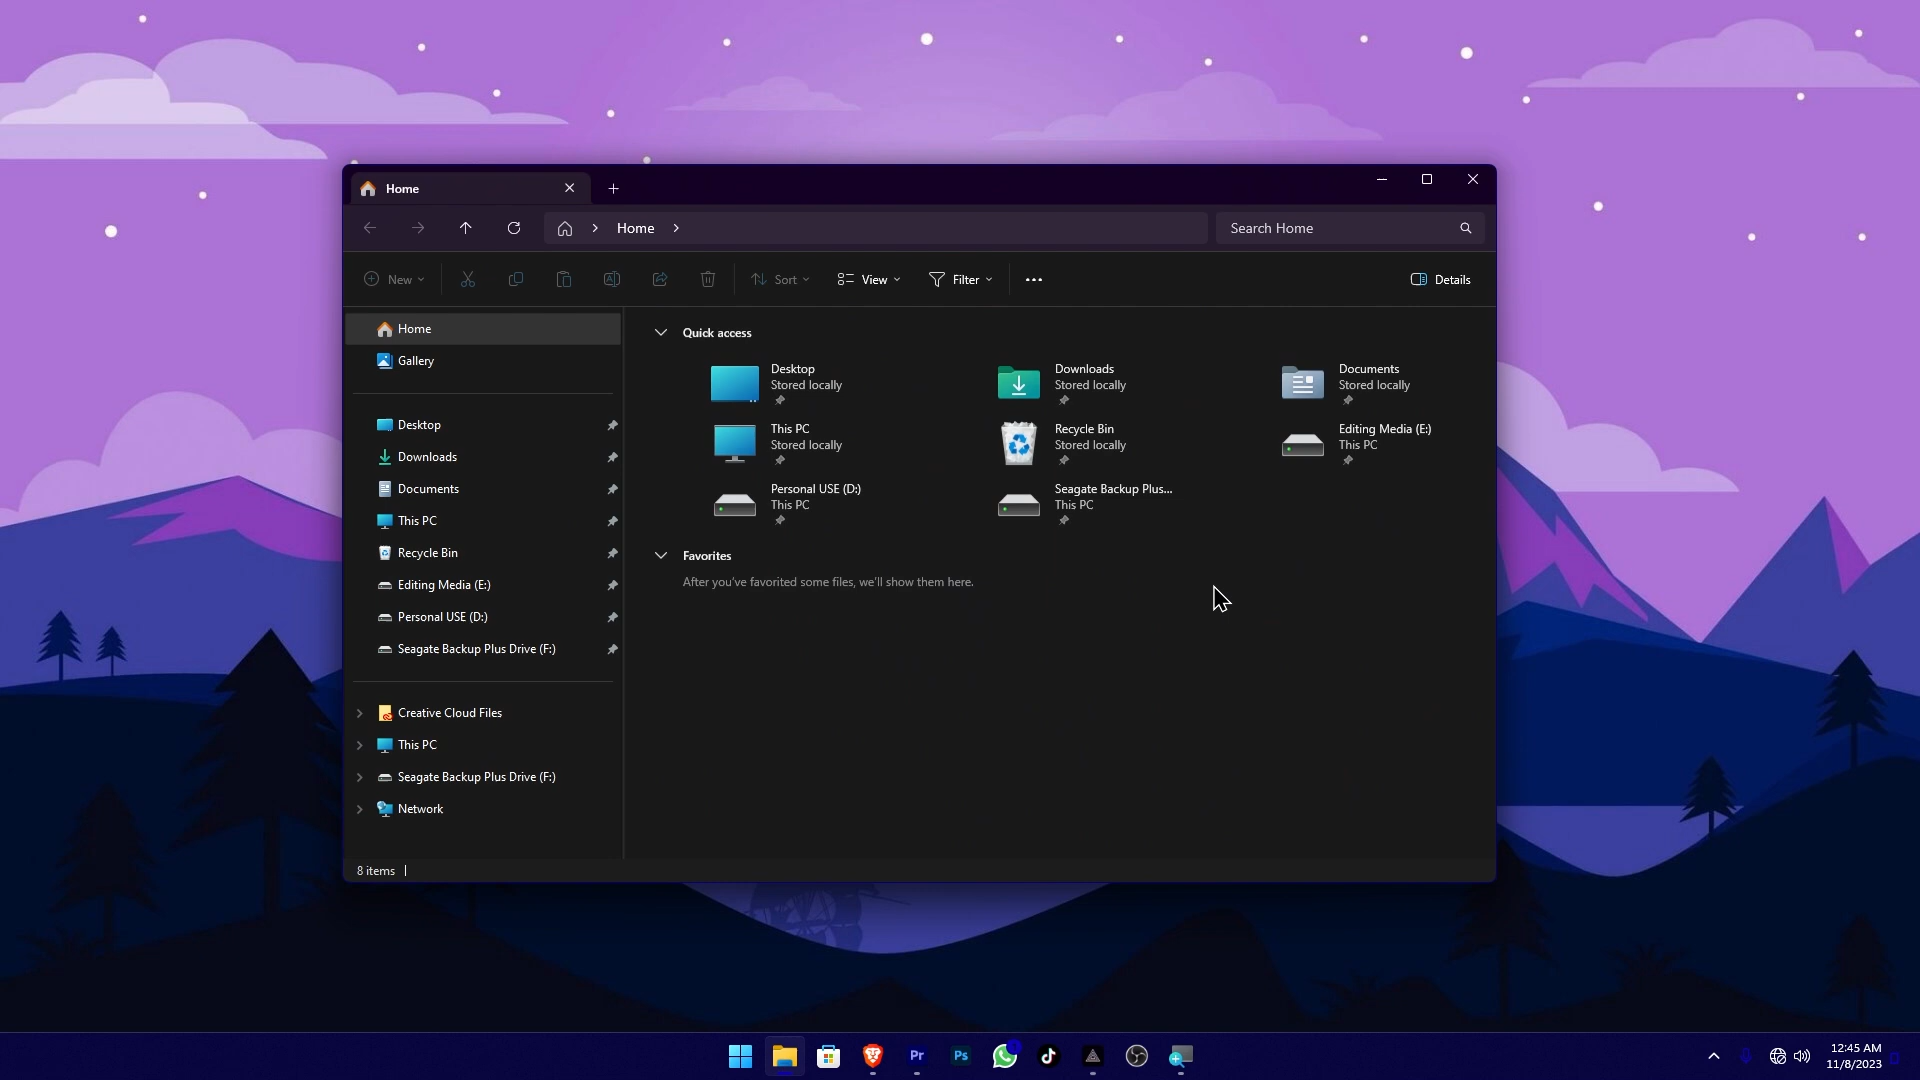 Home
Home
Search Home
New
Sort
View
Filter
Details
Home
Gallery
Desktop
Downloads
Documents
This PC
Recycle Bin
Editing Media (E:)
Personal USE (D:)
Seagate Backup Plus Drive (F:)
Creative Cloud Files
This PC
Seagate Backup Plus Drive (F:)
Network
Quick access
Desktop
Stored locally
Downloads
Stored locally
Documents
Stored locally
This PC
Stored locally
Recycle Bin
Stored locally
Editing Media (E:)
This PC
Personal USE (D:)
This PC
Seagate Backup Plus...
This PC
Favorites
After you've favorited some files, we'll show them here.
8 items
Pr
Ps
12:45 AM
11/8/2023